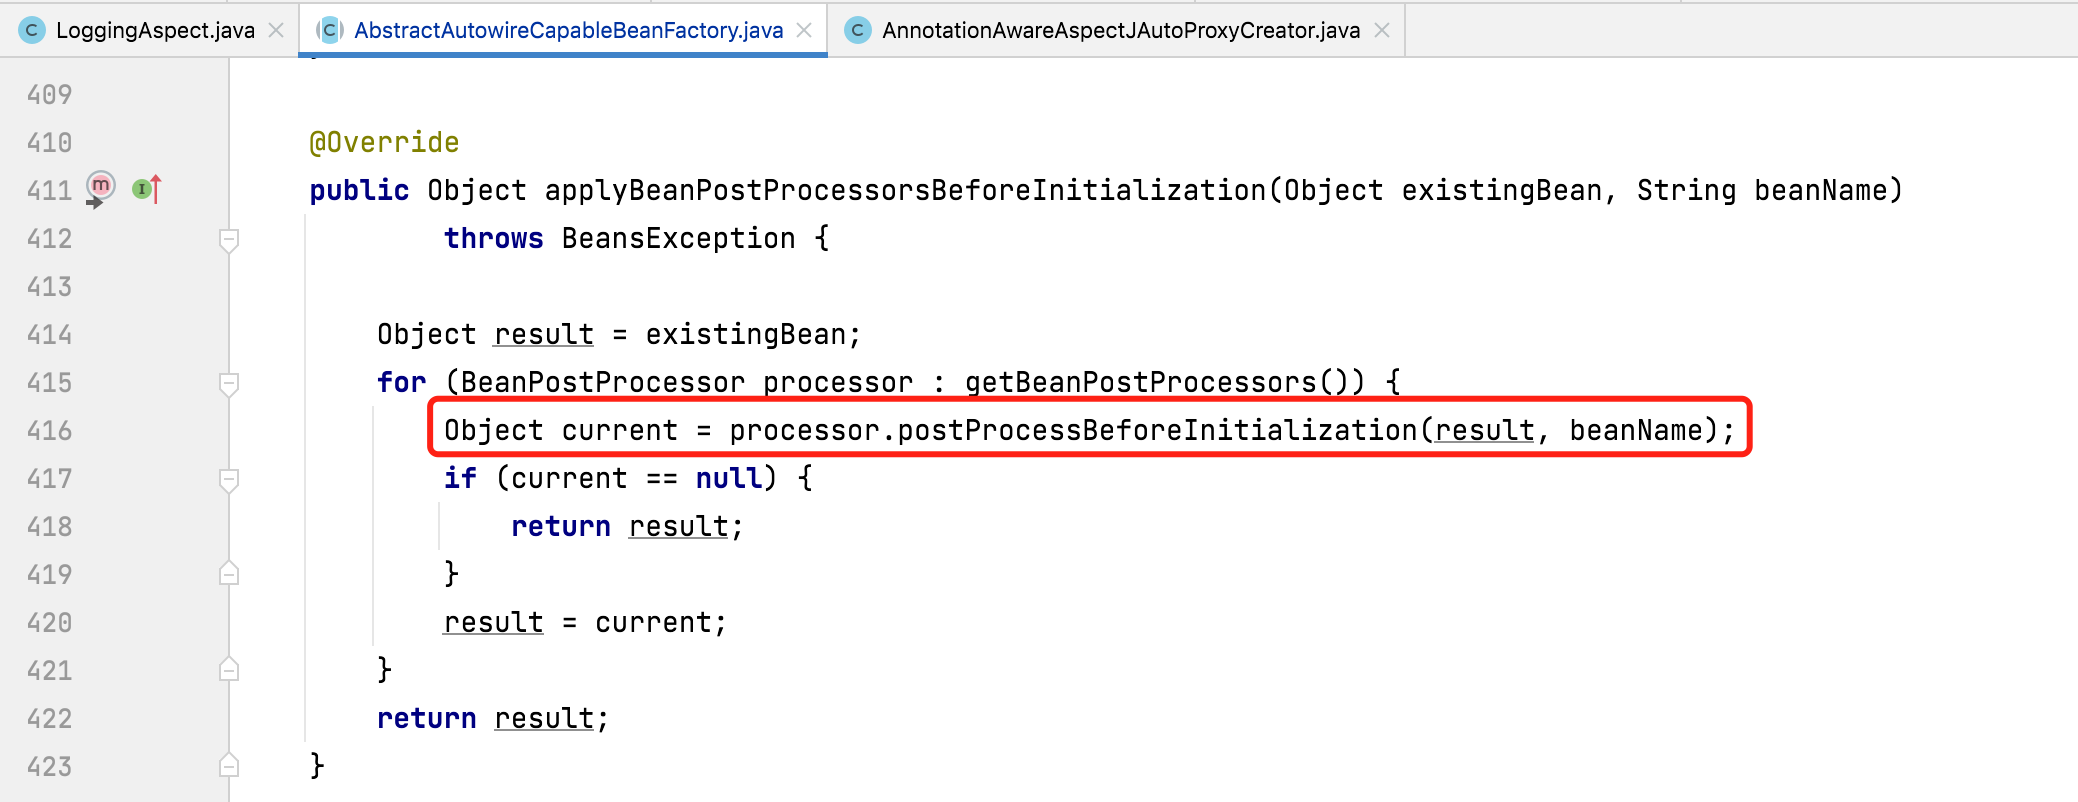 LoggingAspect.java AbstractAutowireCapableBeanFactory.java AnnotationAwareAspectJAutoProxyCreator.java
409
410 @Override
411 public Object applyBeanPostProcessorsBeforeInitialization(Object existingBean, String beanName)
412 throws BeansException {
413
414 Object result = existingBean;
415 for (BeanPostProcessor processor : getBeanPostProcessors()) {
416 Object current = processor.postProcessBeforeInitialization(result, beanName);
417 if (current == null) {
418 return result;
419 }
420 result = current;
421 }
422 return result;
423 }